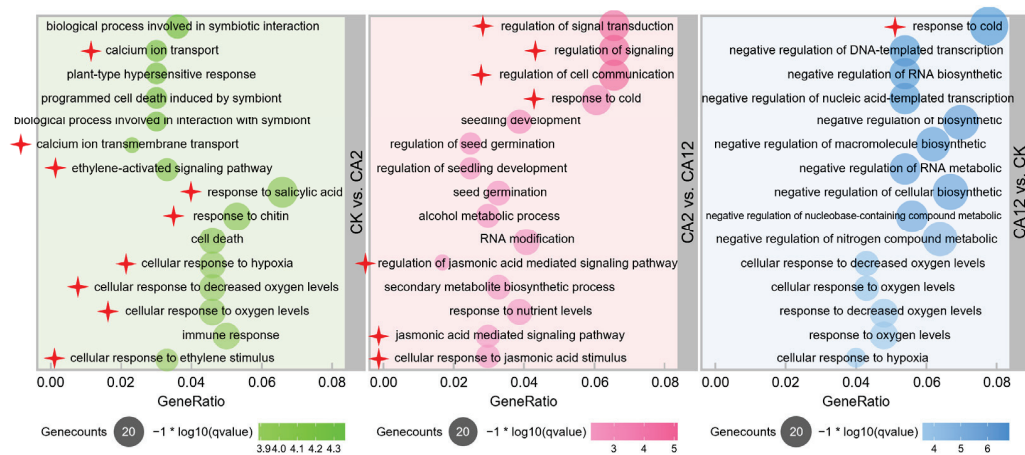 biological process involved in symbiotic interaction
calcium ion transport
plant-type hypersensitive response
programmed cell death induced by symbiont
biological process involved in interaction with symbiont
calcium ion transmembrane transport
ethylene-activated signaling pathway
response to salicylic acid
response to chitin
cell death
cellular response to hypoxia
cellular response to decreased oxygen levels
cellular response to oxygen levels
immune response
cellular response to ethylene stimulus
CK vs. CA2
0.00 0.02 0.04 0.06 0.08
GeneRatio
Genecounts 20 −1 * log10(qvalue)
3.9 4.0 4.1 4.2 4.3
regulation of signal transduction
regulation of signaling
regulation of cell communication
response to cold
seedling development
regulation of seed germination
regulation of seedling development
seed germination
alcohol metabolic process
RNA modification
regulation of jasmonic acid mediated signaling pathway
secondary metabolite biosynthetic process
response to nutrient levels
jasmonic acid mediated signaling pathway
cellular response to jasmonic acid stimulus
CA2 vs. CA12
0.00 0.02 0.04 0.06 0.08
GeneRatio
Genecounts 20 −1 * log10(qvalue)
3 4 5
response to cold
negative regulation of DNA-templated transcription
negative regulation of RNA biosynthetic
negative regulation of nucleic acid-templated transcription
negative regulation of biosynthetic
negative regulation of macromolecule biosynthetic
negative regulation of RNA metabolic
negative regulation of cellular biosynthetic
negative regulation of nucleobase-containing compound metabolic
negative regulation of nitrogen compound metabolic
cellular response to decreased oxygen levels
cellular response to oxygen levels
response to decreased oxygen levels
response to oxygen levels
cellular response to hypoxia
CA12 vs. CK
0.00 0.02 0.04 0.06 0.08
GeneRatio
Genecounts 20 −1 * log10(qvalue)
4 5 6